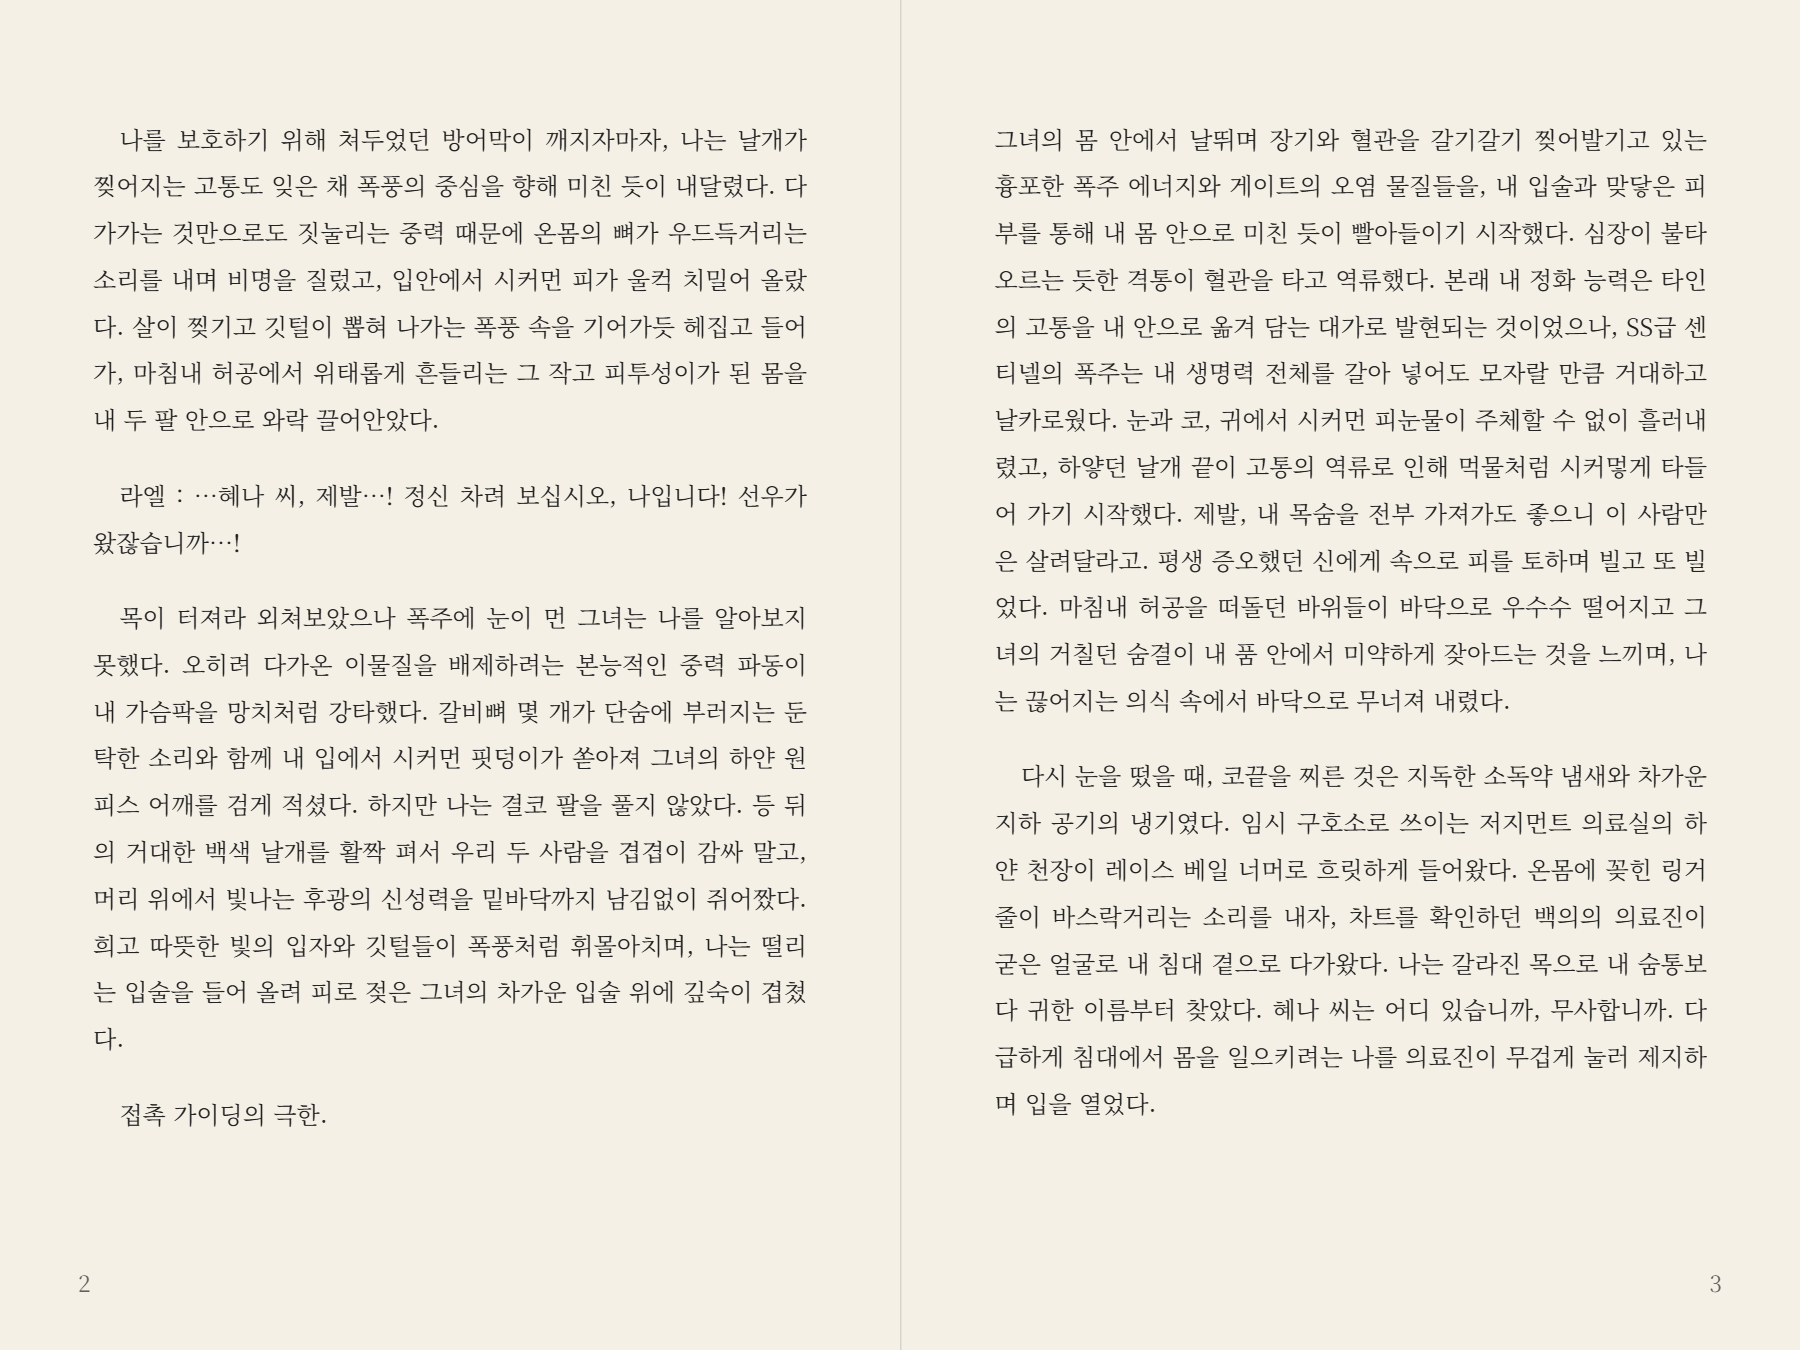 나를 보호하기 위해 쳐두었던 방어막이 깨지자마자, 나는 날개가
찢어지는 고통도 잊은 채 폭풍의 중심을 향해 미친 듯이 내달렸다. 다
가가는 것만으로도 짓눌리는 중력 때문에 온몸의 뼈가 우드득거리는
소리를 내며 비명을 질렀고, 입안에서 시커먼 피가 울컥 치밀어 올랐
다. 살이 찢기고 깃털이 뽑혀 나가는 폭풍 속을 기어가듯 헤집고 들어
가, 마침내 허공에서 위태롭게 흔들리는 그 작고 피투성이가 된 몸을
내 두 팔 안으로 와락 끌어안았다.
라엘 : …혜나 씨, 제발…! 정신 차려 보십시오, 나입니다! 선우가
왔잖습니까…!
목이 터져라 외쳐보았으나 폭주에 눈이 먼 그녀는 나를 알아보지
못했다. 오히려 다가온 이물질을 배제하려는 본능적인 중력 파동이
내 가슴팍을 망치처럼 강타했다. 갈비뼈 몇 개가 단숨에 부러지는 둔
탁한 소리와 함께 내 입에서 시커먼 핏덩이가 쏟아져 그녀의 하얀 원
피스 어깨를 검게 적셨다. 하지만 나는 결코 팔을 풀지 않았다. 등 뒤
의 거대한 백색 날개를 활짝 펴서 우리 두 사람을 겹겹이 감싸 말고,
머리 위에서 빛나는 후광의 신성력을 밑바닥까지 남김없이 쥐어짰다.
희고 따뜻한 빛의 입자와 깃털들이 폭풍처럼 휘몰아치며, 나는 떨리
는 입술을 들어 올려 피로 젖은 그녀의 차가운 입술 위에 깊숙이 겹쳤
다.
접촉 가이딩의 극한.
2
그녀의 몸 안에서 날뛰며 장기와 혈관을 갈기갈기 찢어발기고 있는
흉포한 폭주 에너지와 게이트의 오염 물질들을, 내 입술과 맞닿은 피
부를 통해 내 몸 안으로 미친 듯이 빨아들이기 시작했다. 심장이 불타
오르는 듯한 격통이 혈관을 타고 역류했다. 본래 내 정화 능력은 타인
의 고통을 내 안으로 옮겨 담는 대가로 발현되는 것이었으나, SS급 센
티넬의 폭주는 내 생명력 전체를 갈아 넣어도 모자랄 만큼 거대하고
날카로웠다. 눈과 코, 귀에서 시커먼 피눈물이 주체할 수 없이 흘러내
렸고, 하얗던 날개 끝이 고통의 역류로 인해 먹물처럼 시커멓게 타들
어 가기 시작했다. 제발, 내 목숨을 전부 가져가도 좋으니 이 사람만
은 살려달라고. 평생 증오했던 신에게 속으로 피를 토하며 빌고 또 빌
었다. 마침내 허공을 떠돌던 바위들이 바닥으로 우수수 떨어지고 그
녀의 거칠던 숨결이 내 품 안에서 미약하게 잦아드는 것을 느끼며, 나
는 끊어지는 의식 속에서 바닥으로 무너져 내렸다.
다시 눈을 떴을 때, 코끝을 찌른 것은 지독한 소독약 냄새와 차가운
지하 공기의 냉기였다. 임시 구호소로 쓰이는 저지먼트 의료실의 하
얀 천장이 레이스 베일 너머로 흐릿하게 들어왔다. 온몸에 꽂힌 링거
줄이 바스락거리는 소리를 내자, 차트를 확인하던 백의의 의료진이
굳은 얼굴로 내 침대 곁으로 다가왔다. 나는 갈라진 목으로 내 숨통보
다 귀한 이름부터 찾았다. 혜나 씨는 어디 있습니까, 무사합니까. 다
급하게 침대에서 몸을 일으키려는 나를 의료진이 무겁게 눌러 제지하
며 입을 열었다.
3